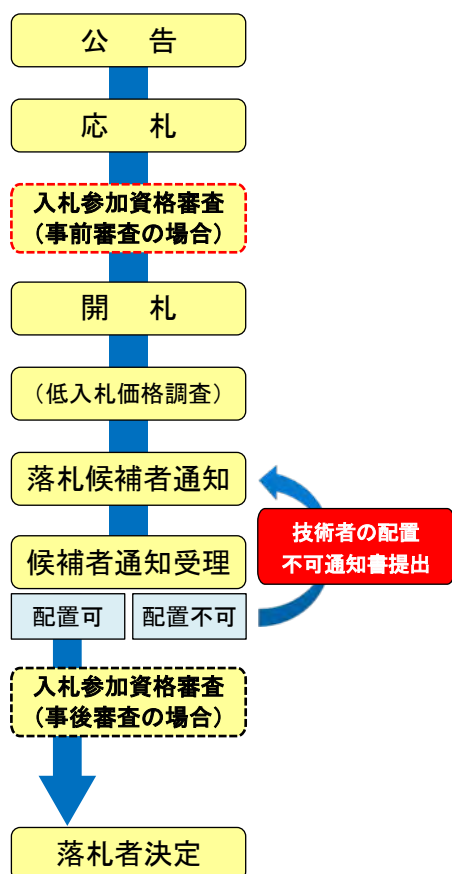 公　告
応　札
入札参加資格審査
（事前審査の場合）
開　札
（低入札価格調査）
落札候補者通知
技術者の配置
不可通知書提出
候補者通知受理
配置可
配置不可
入札参加資格審査
（事後審査の場合）
落札者決定